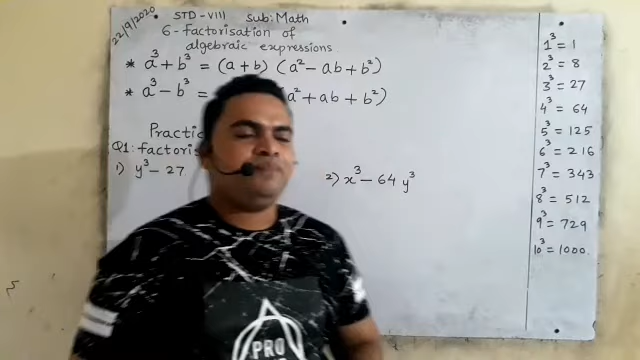 22/9/2020
STD-VIII Sub: Math
6-Factorisation of
algebraic expressions
* a³ + b³ = (a + b) (a² - ab + b²)
* a³ - b³ = (a² + ab + b²)
Q1:
1) y³ - 27
2) x³ - 64 y³
1³ = 1
2³ = 8
3³ = 27
4³ = 64
5³ = 125
6³ = 216
7³ = 343
8³ = 512
9³ = 729
10³ = 1000.
PRO